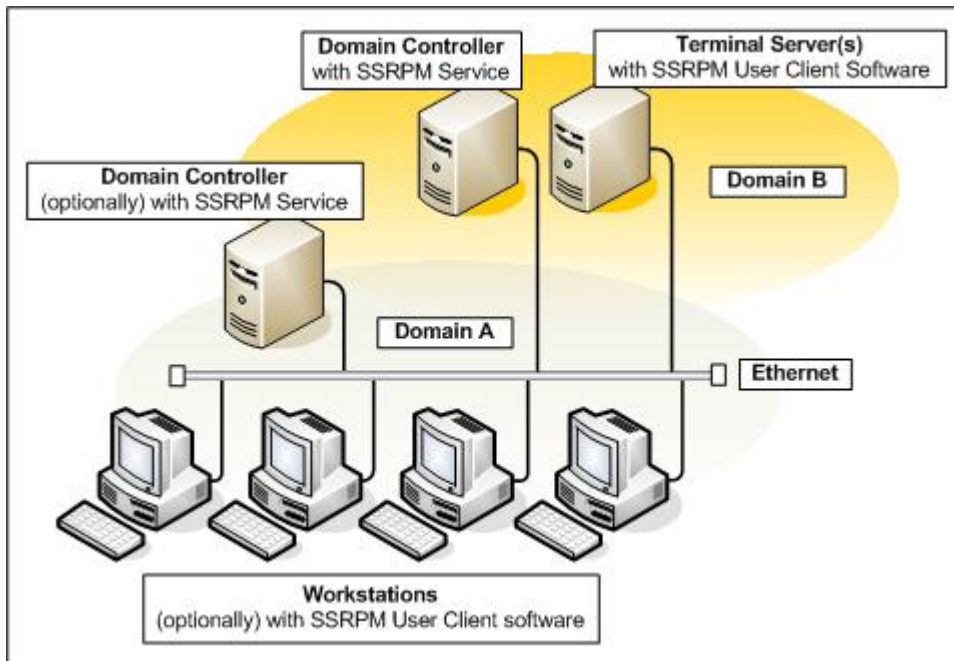 Domain Controller
with SSRPM Service
Terminal Server(s)
with SSRPM User Client Software
Domain Controller
(optionally) with SSRPM Service
Domain B
Domain A
Ethernet
Workstations
(optionally) with SSRPM User Client software